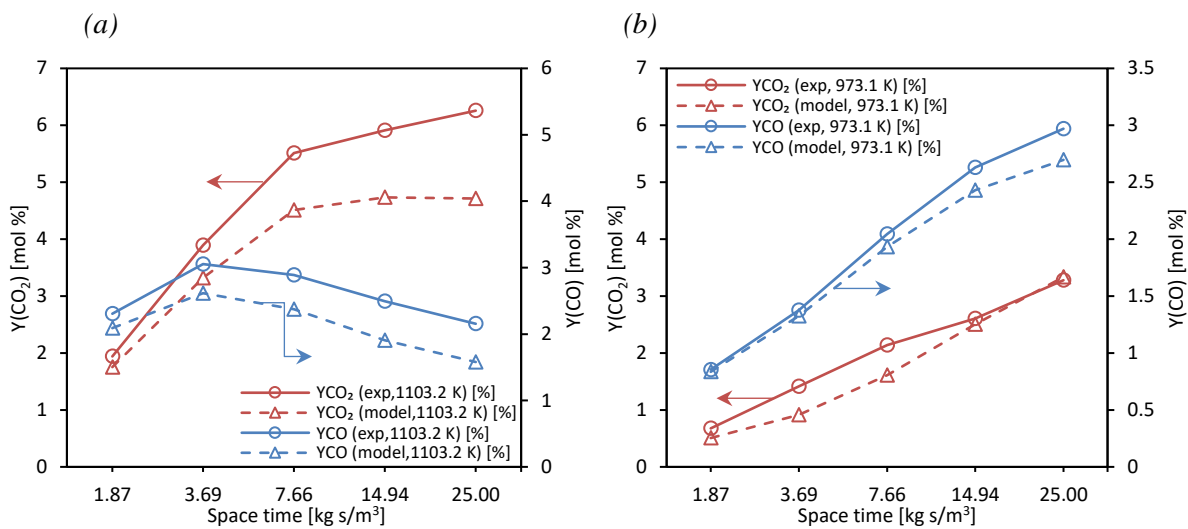 (a)
7
6
5
4
3
2
1
0
Y(CO₂) [mol %]
6
5
4
3
2
1
0
Y(CO) [mol %]
YCO₂ (exp,1103.2 K) [%]
YCO₂ (model,1103.2 K) [%]
YCO (exp,1103.2 K) [%]
YCO (model,1103.2 K) [%]
1.87 3.69 7.66 14.94 25.00
Space time [kg s/m³]
(b)
7
6
5
4
3
2
1
0
Y(CO₂) [mol %]
3.5
3
2.5
2
1.5
1
0.5
0
Y(CO) [mol %]
YCO₂ (exp, 973.1 K) [%]
YCO₂ (model, 973.1 K) [%]
YCO (exp, 973.1 K) [%]
YCO (model, 973.1 K) [%]
1.87 3.69 7.66 14.94 25.00
Space time [kg s/m³]